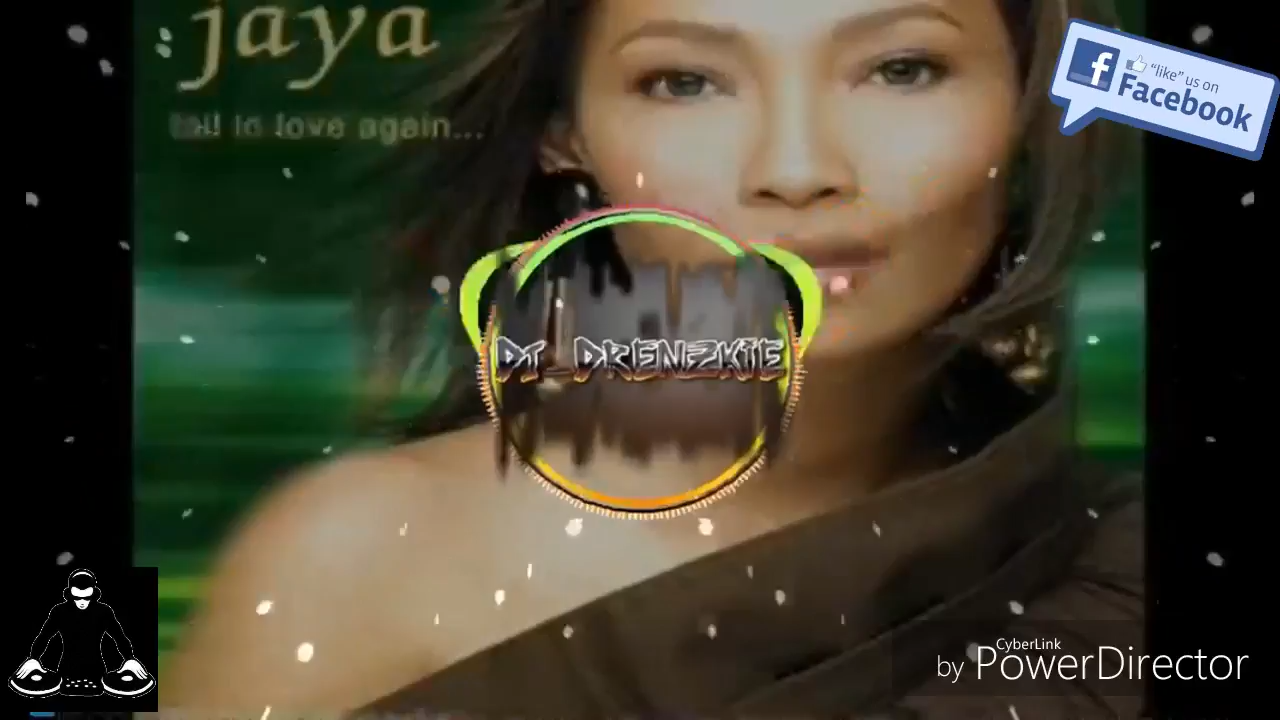 jaya
fall in love again...
"like" us on
Facebook
DJ_DRENZKIE
CyberLink
by PowerDirector